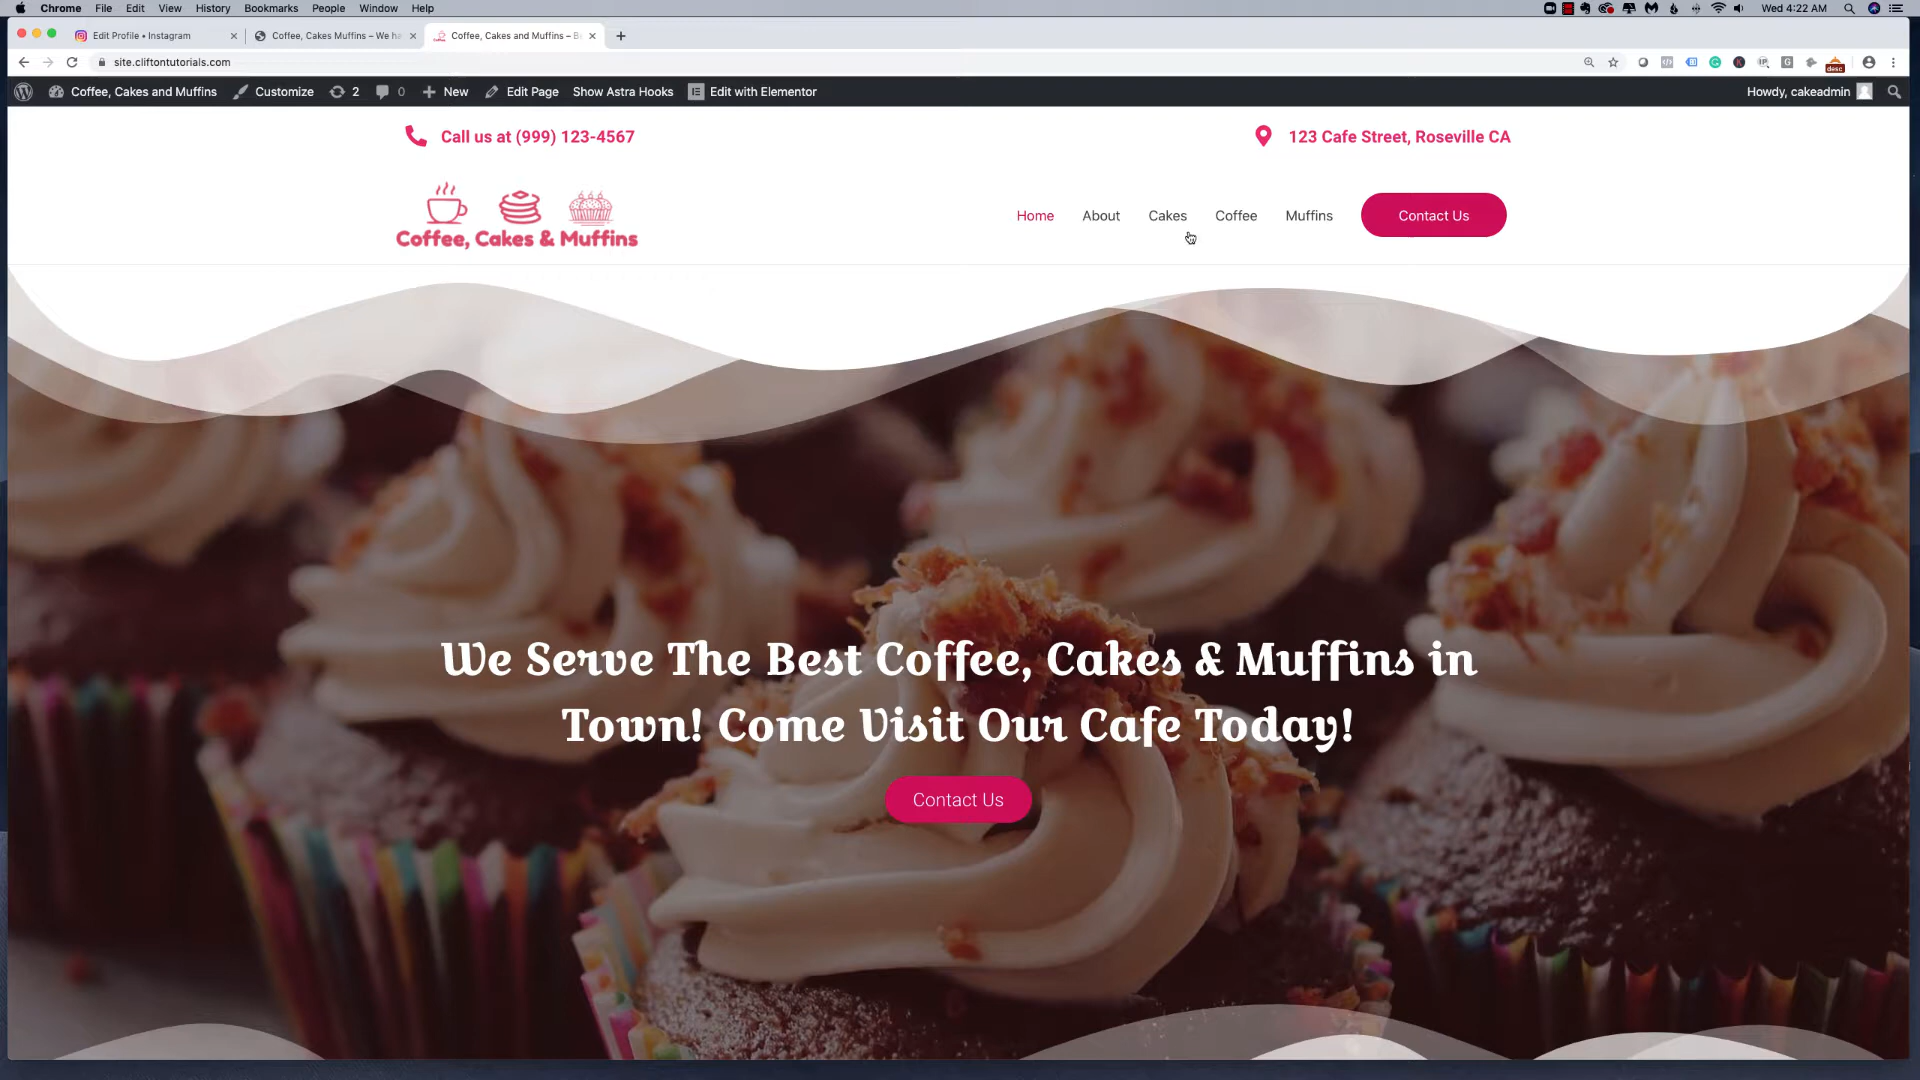 Chrome File Edit View History Bookmarks People Window Help
Wed 4:22 AM
Edit Profile • Instagram
Coffee, Cakes Muffins – We ha
Coffee, Cakes and Muffins – B
site.cliftontutorials.com
desc
Coffee, Cakes and Muffins Customize 2 0 New Edit Page Show Astra Hooks Edit with Elementor
Howdy, cakeadmin
Call us at (999) 123-4567
123 Cafe Street, Roseville CA
Coffee, Cakes & Muffins
Home About Cakes Coffee Muffins Contact Us
We Serve The Best Coffee, Cakes & Muffins in
Town! Come Visit Our Cafe Today!
Contact Us